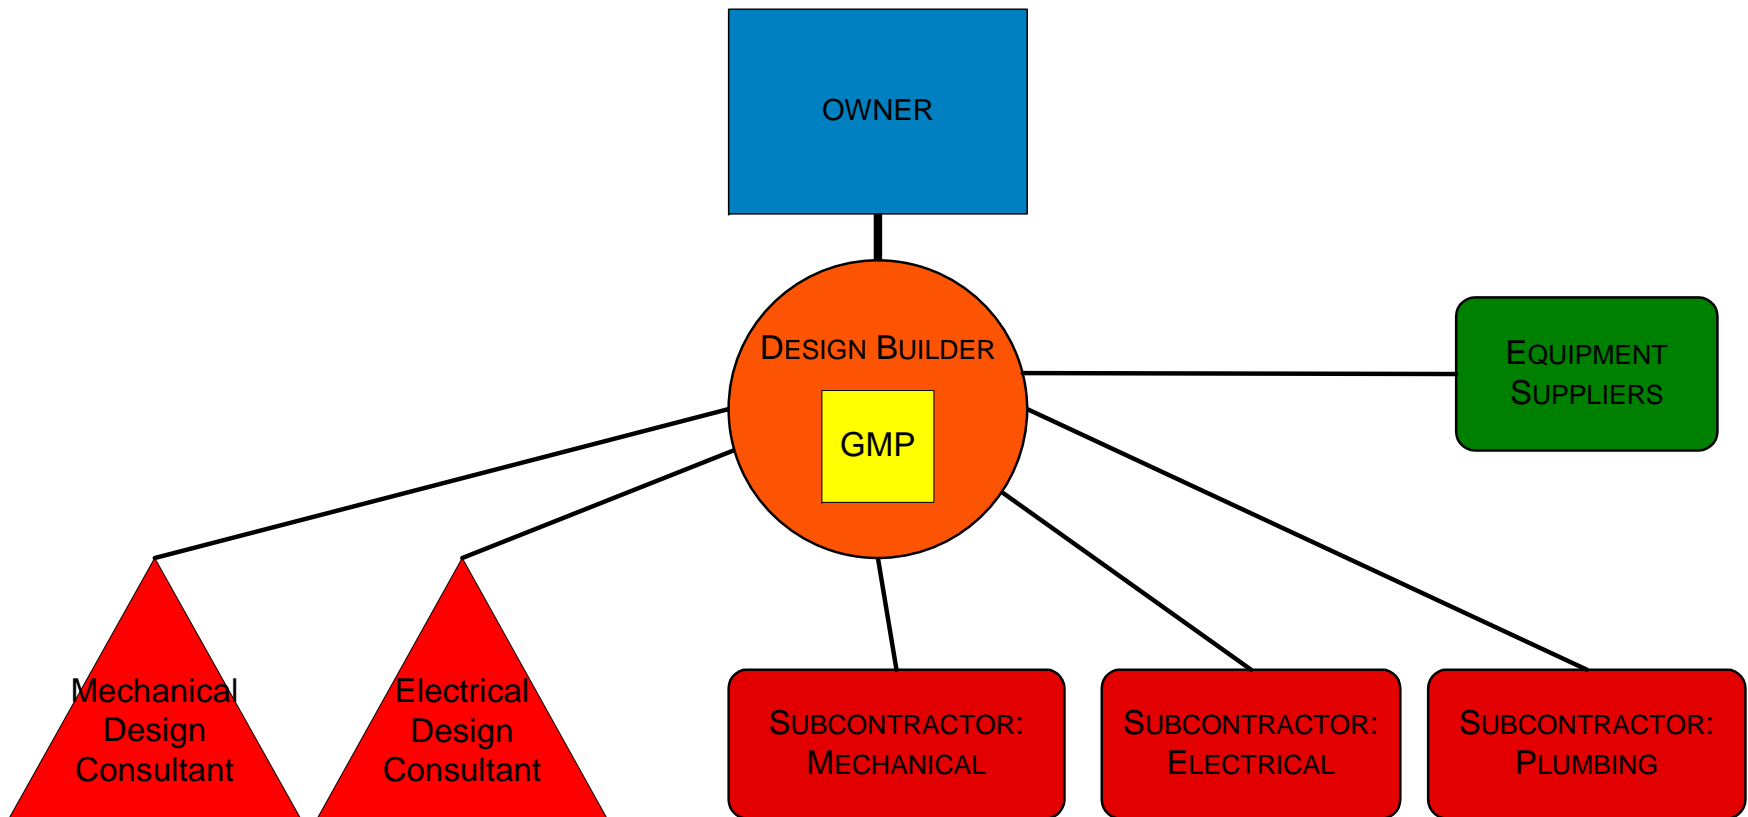 OWNER
DESIGN BUILDER
GMP
EQUIPMENT
SUPPLIERS
Mechanical
Design
Consultant
Electrical
Design
Consultant
SUBCONTRACTOR:
MECHANICAL
SUBCONTRACTOR:
ELECTRICAL
SUBCONTRACTOR:
PLUMBING